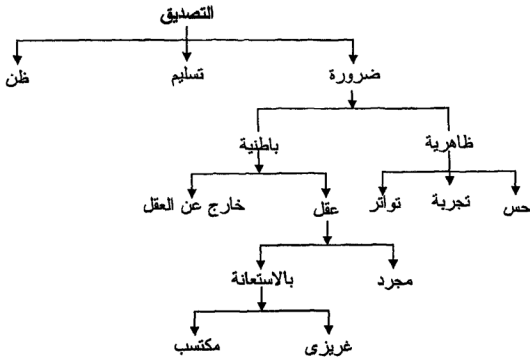 التصديق
ضرورة تسليم ظن
ظاهرية باطنية
حس تجربة تواتر عقل خارج عن العقل
مجرد بالاستعانة
غريزى مكتسب